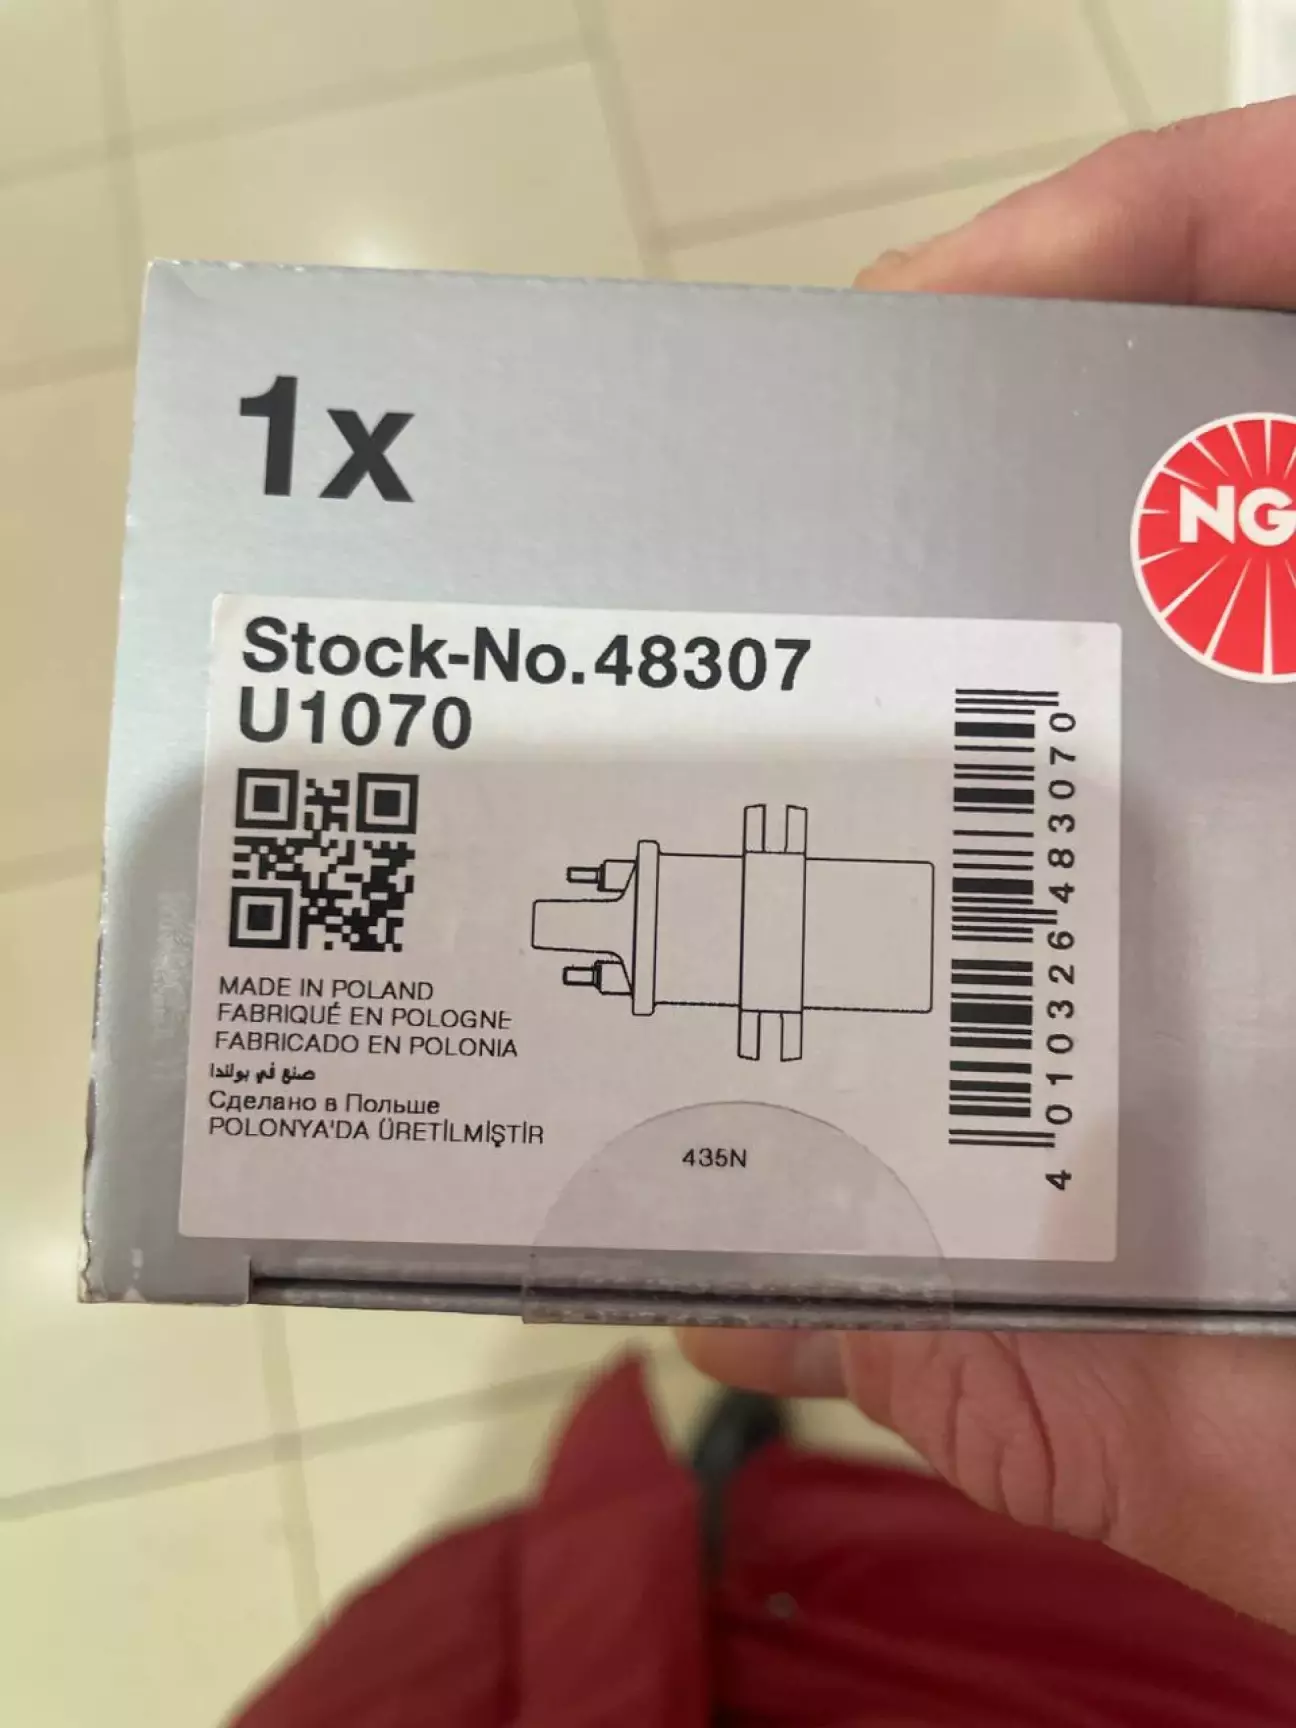 1x
NG
Stock-No.48307
U1070
MADE IN POLAND
FABRIQUÉ EN POLOGNE
FABRICADO EN POLONIA
صنع في بولندا
Сделано в Польше
POLONYA'DA ÜRETİLMİŞTİR
435N
4 010326 483070